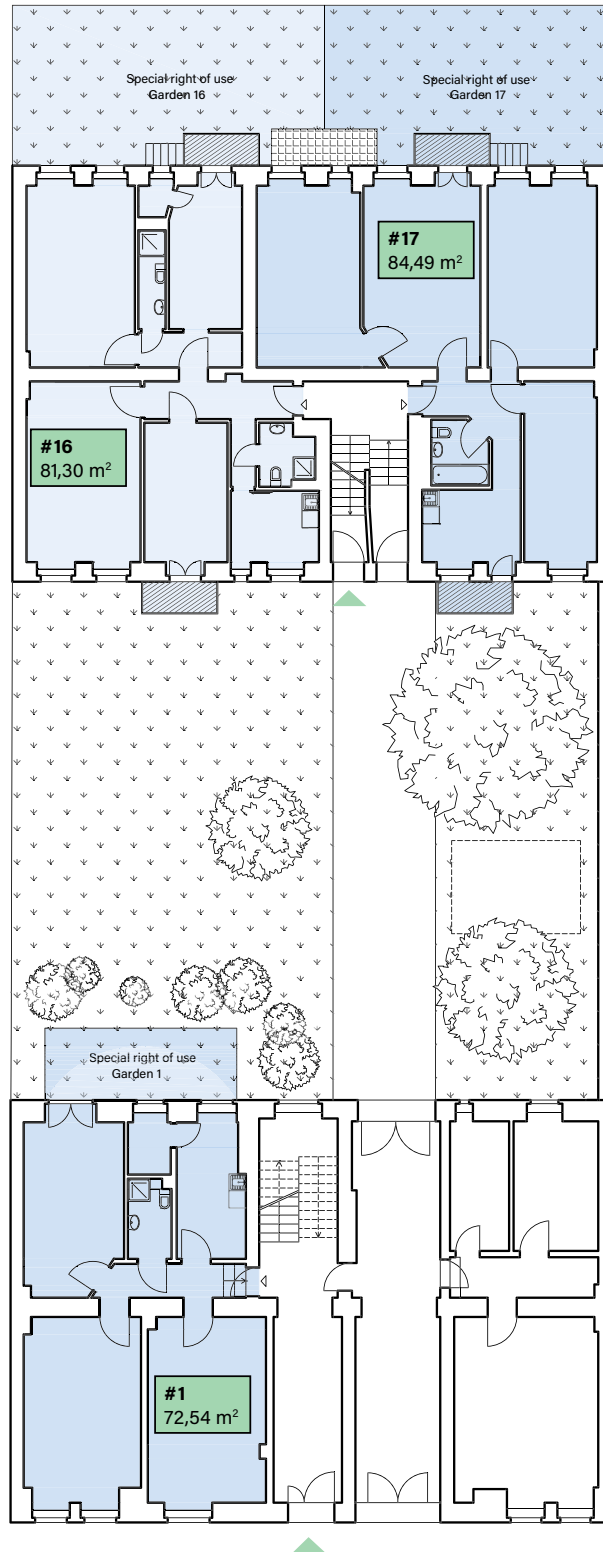 Special right of use
Garden 16
Special right of use
Garden 17
#17
84,49 m²
#16
81,30 m²
Special right of use
Garden 1
#1
72,54 m²